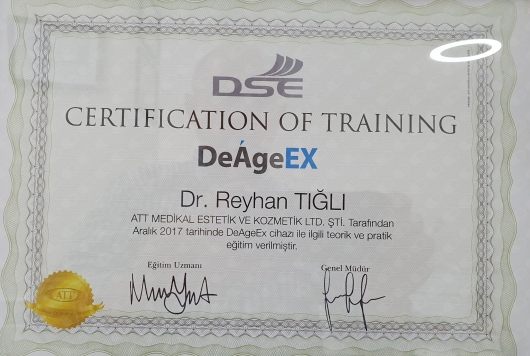 DSE
CERTIFICATION OF TRAINING
DeÁgeEX
Dr. Reyhan TIĞLI
ATT MEDİKAL ESTETİK VE KOZMETİK LTD. ŞTİ. Tarafından
Aralık 2017 tarihinde DeAgeEx cihazı ile ilgili teorik ve pratik
eğitim verilmiştir.
Eğitim Uzmanı
Genel Müdür
ATT